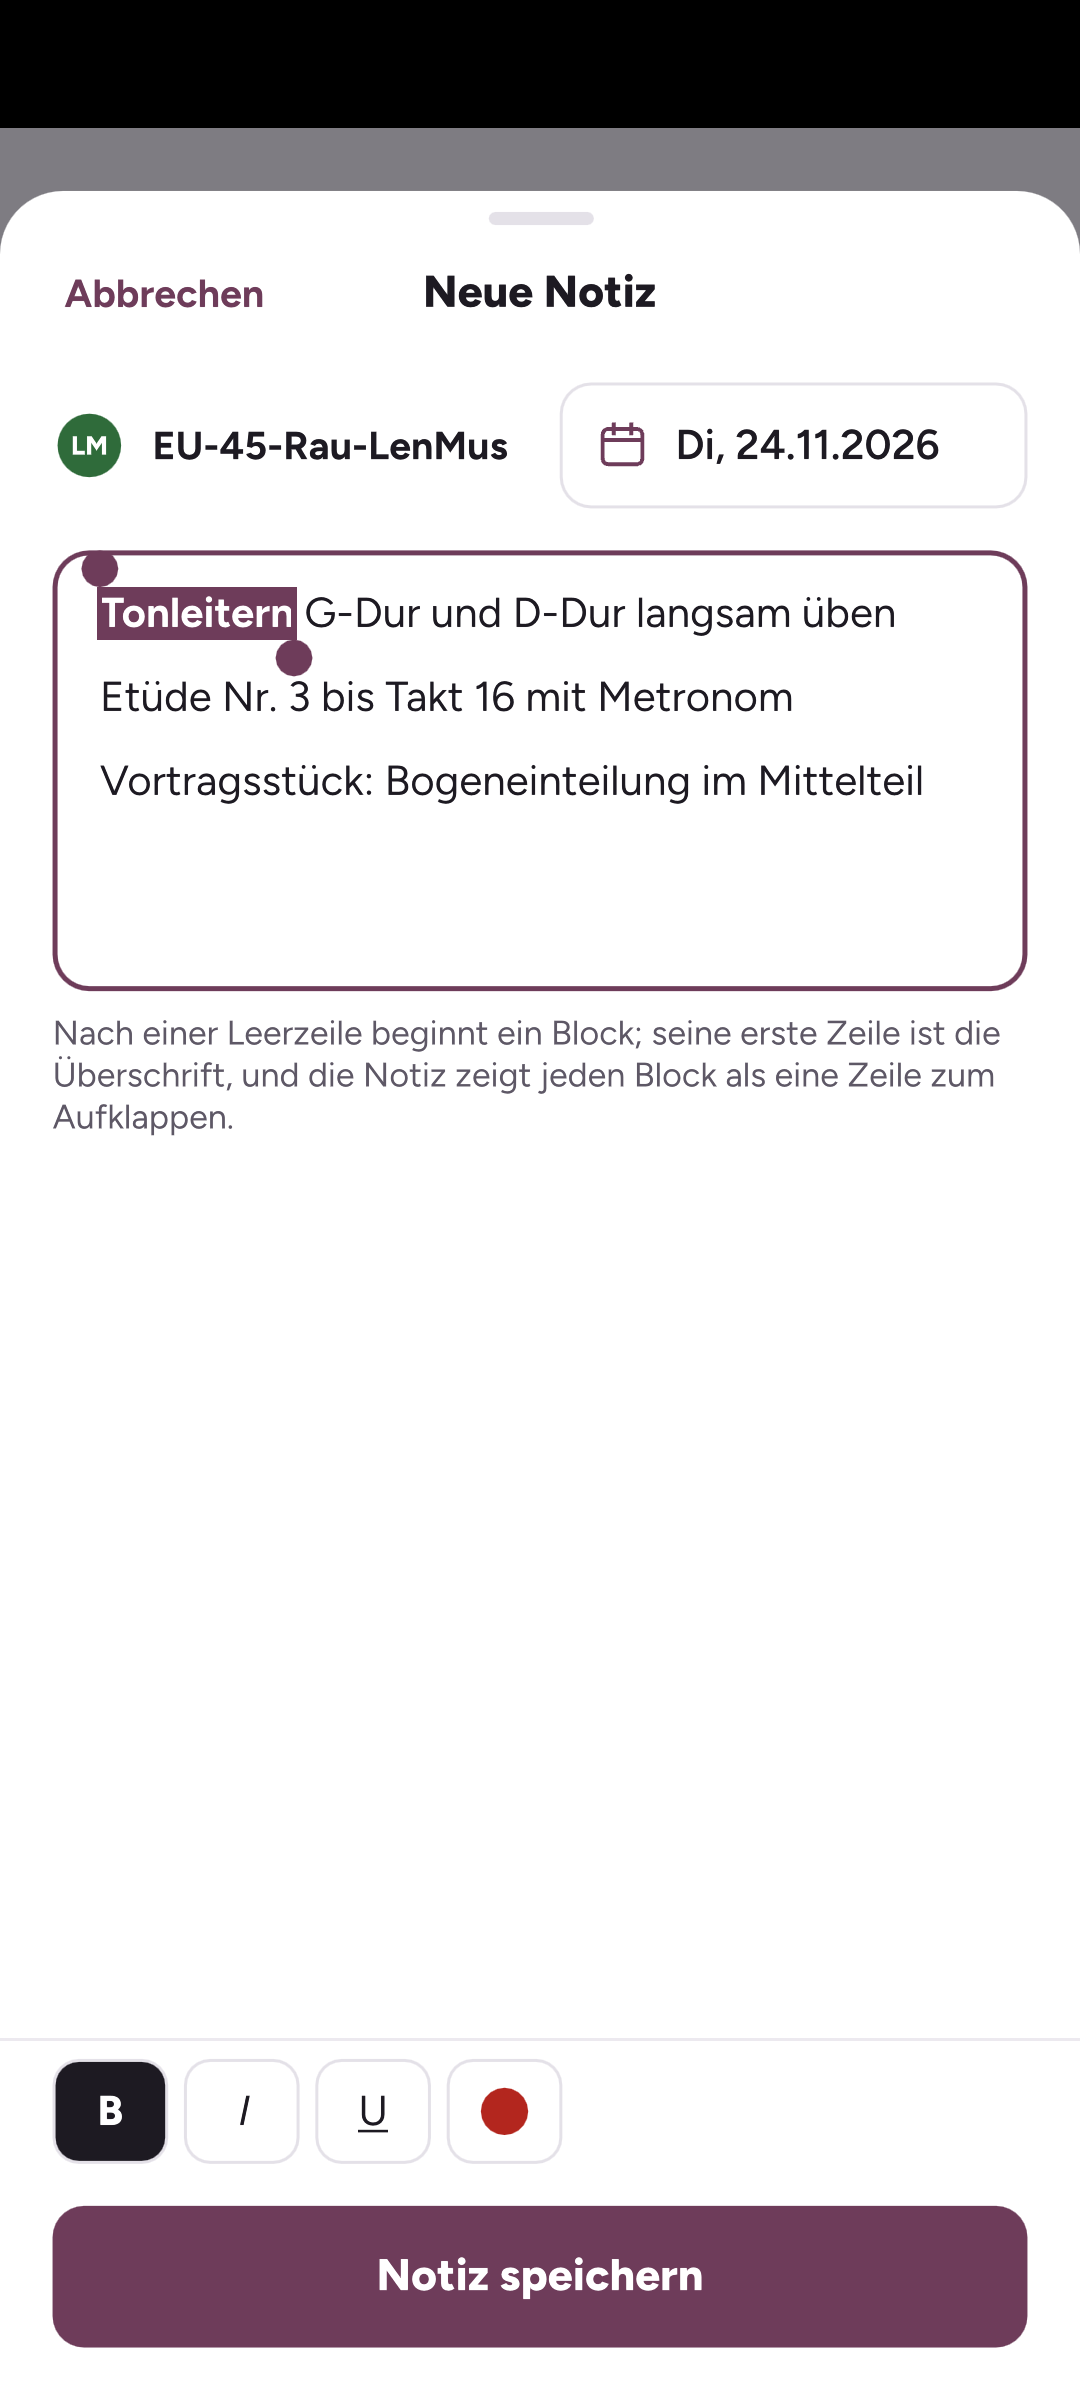 Abbrechen
Neue Notiz
LM
EU-45-Rau-LenMus
Di, 24.11.2026
Tonleitern G-Dur und D-Dur langsam üben
Etüde Nr. 3 bis Takt 16 mit Metronom
Vortragsstück: Bogeneinteilung im Mittelteil
Nach einer Leerzeile beginnt ein Block; seine erste Zeile ist die
Überschrift, und die Notiz zeigt jeden Block als eine Zeile zum
Aufklappen.
B
I
U
Notiz speichern